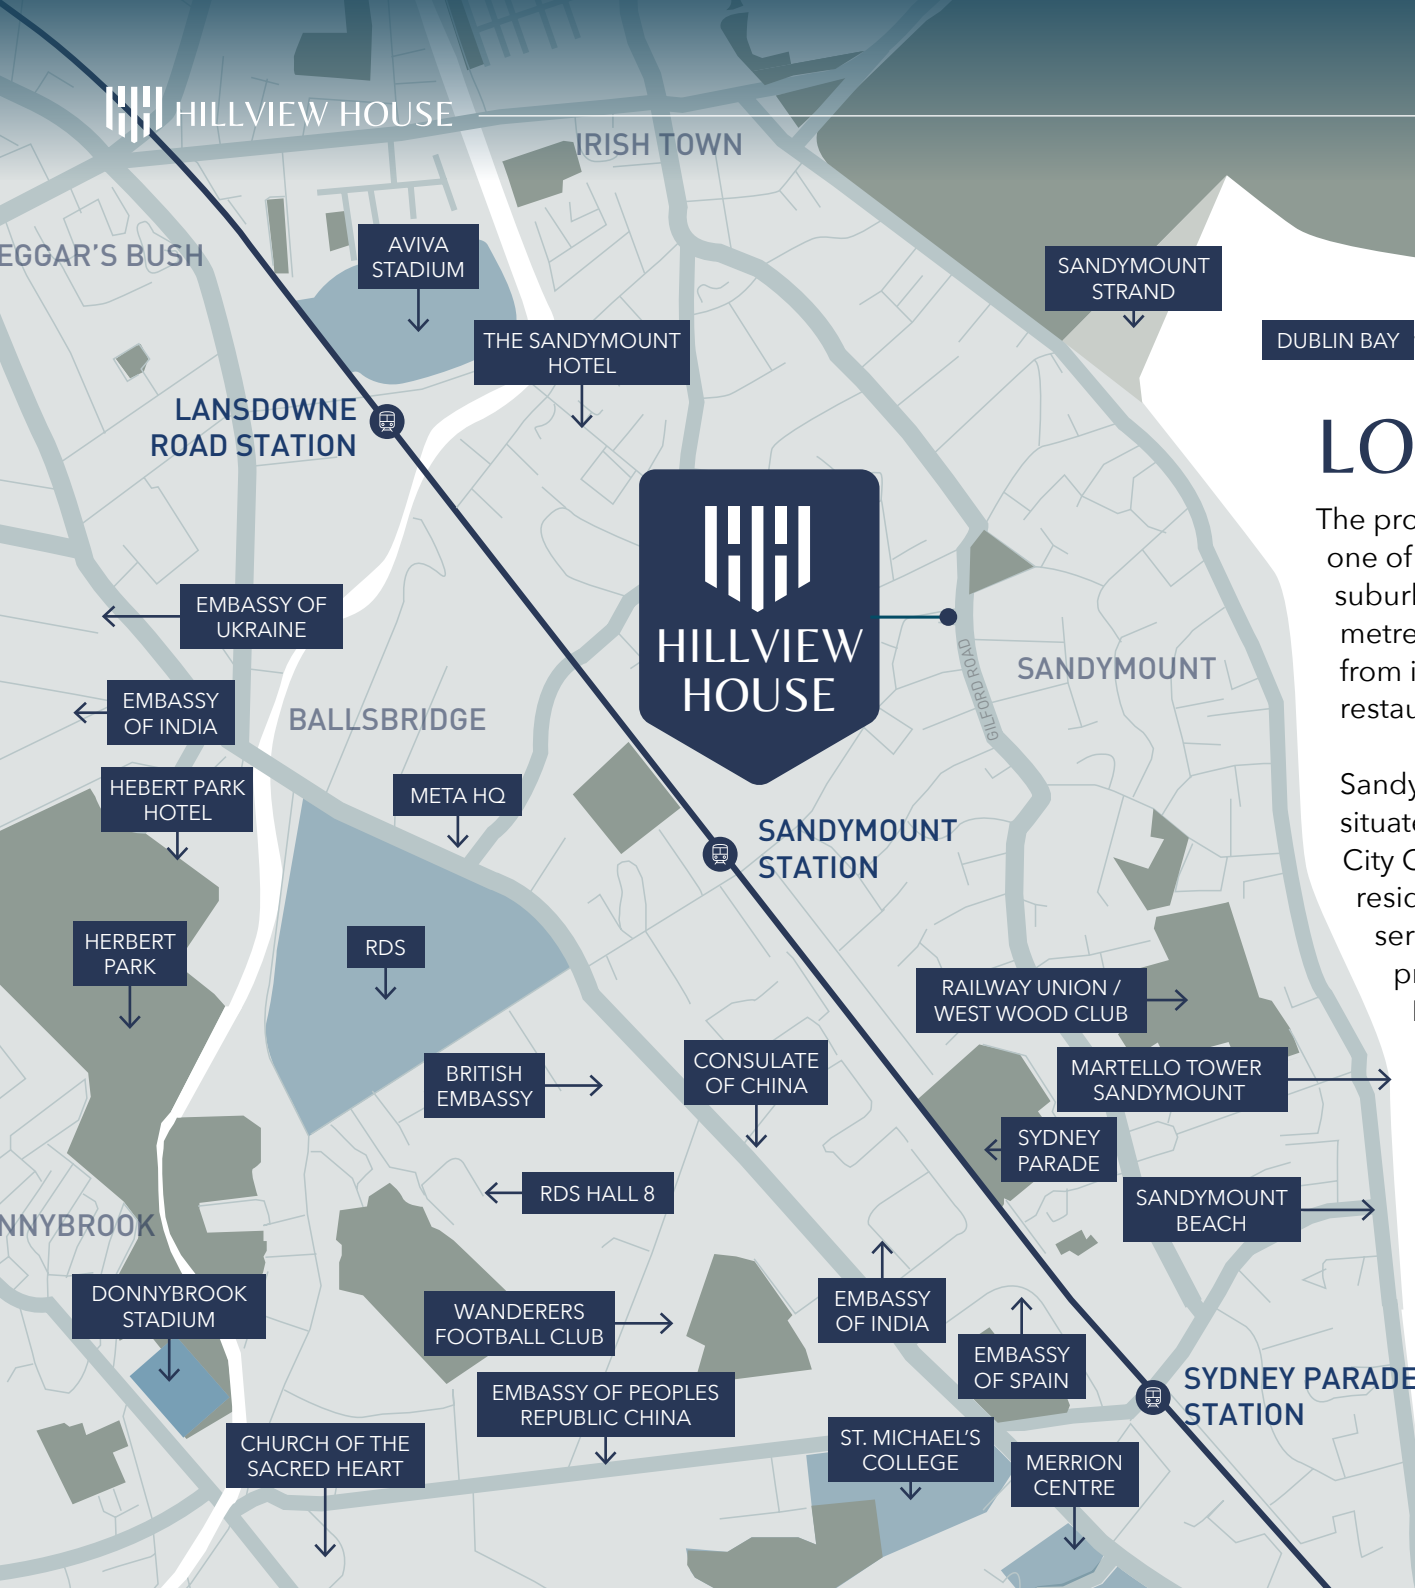 HILLVIEW HOUSE
IRISH TOWN
EGGAR'S BUSH
AVIVA
STADIUM
SANDYMOUNT
STRAND
DUBLIN BAY
THE SANDYMOUNT
HOTEL
LANSDOWNE
ROAD STATION
LO
The pro
one of
subur
metre
from i
restau
HILLVIEW
HOUSE
EMBASSY OF
UKRAINE
GILFORD ROAD
SANDYMOUNT
EMBASSY
OF INDIA
BALLSBRIDGE
HEBERT PARK
HOTEL
META HQ
Sandy
situate
City C
resid
ser
pr
SANDYMOUNT
STATION
HERBERT
PARK
RDS
RAILWAY UNION /
WEST WOOD CLUB
BRITISH
EMBASSY
CONSULATE
OF CHINA
MARTELLO TOWER
SANDYMOUNT
SYDNEY
PARADE
RDS HALL 8
SANDYMOUNT
BEACH
NNYBROOK
DONNYBROOK
STADIUM
WANDERERS
FOOTBALL CLUB
EMBASSY
OF INDIA
EMBASSY
OF SPAIN
SYDNEY PARADE
STATION
EMBASSY OF PEOPLES
REPUBLIC CHINA
CHURCH OF THE
SACRED HEART
ST. MICHAEL'S
COLLEGE
MERRION
CENTRE